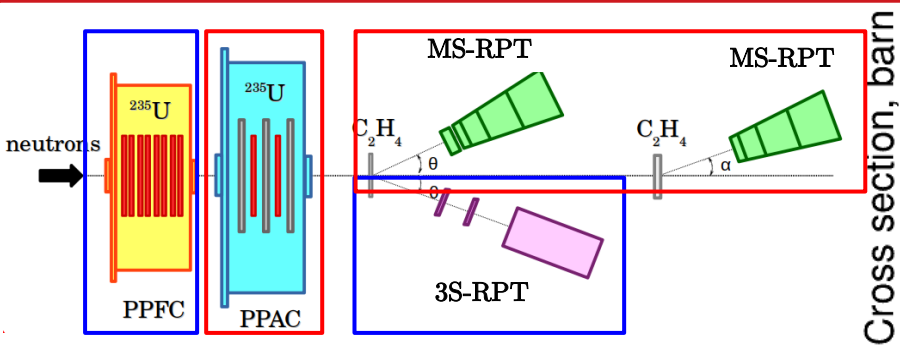 neutrons
²³⁵U
PPFC
²³⁵U
PPAC
MS-RPT
C₂H₄
θ
θ
3S-RPT
MS-RPT
C₂H₄
α
Cross section, barn